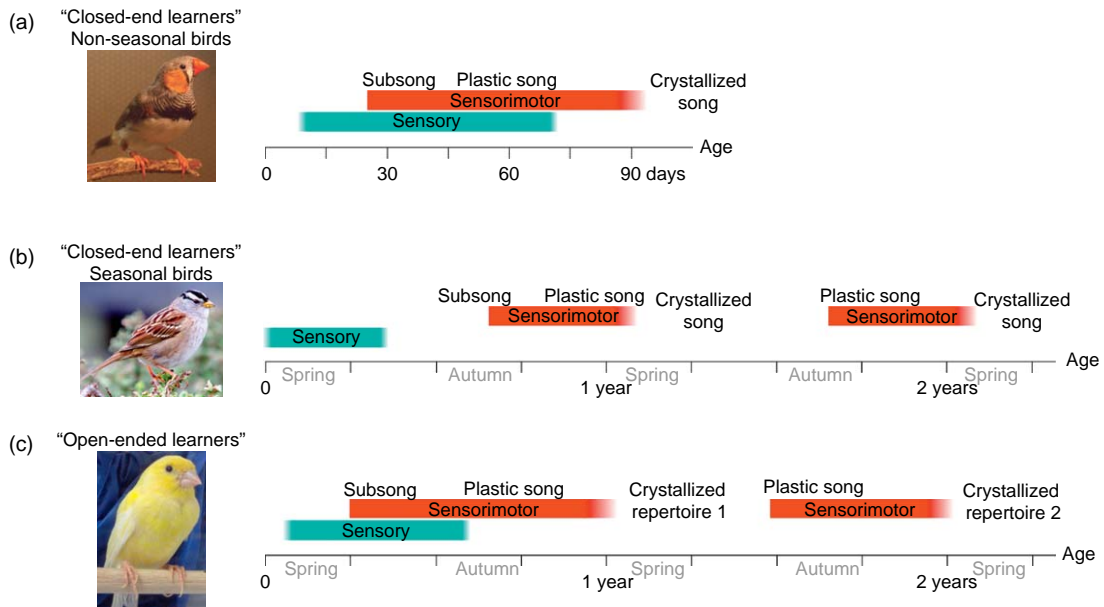 (a)
“Closed-end learners”
Non-seasonal birds
Subsong
Plastic song
Crystallized
song
Sensorimotor
Sensory
Age
0
30
60
90 days
(b)
“Closed-end learners”
Seasonal birds
Subsong
Plastic song
Crystallized
song
Plastic song
Crystallized
song
Sensorimotor
Sensorimotor
Sensory
Age
0
Spring
Autumn
1 year
Spring
Autumn
2 years
Spring
(c)
“Open-ended learners”
Subsong
Plastic song
Crystallized
repertoire 1
Plastic song
Crystallized
repertoire 2
Sensorimotor
Sensorimotor
Sensory
Age
0
Spring
Autumn
1 year
Spring
Autumn
2 years
Spring